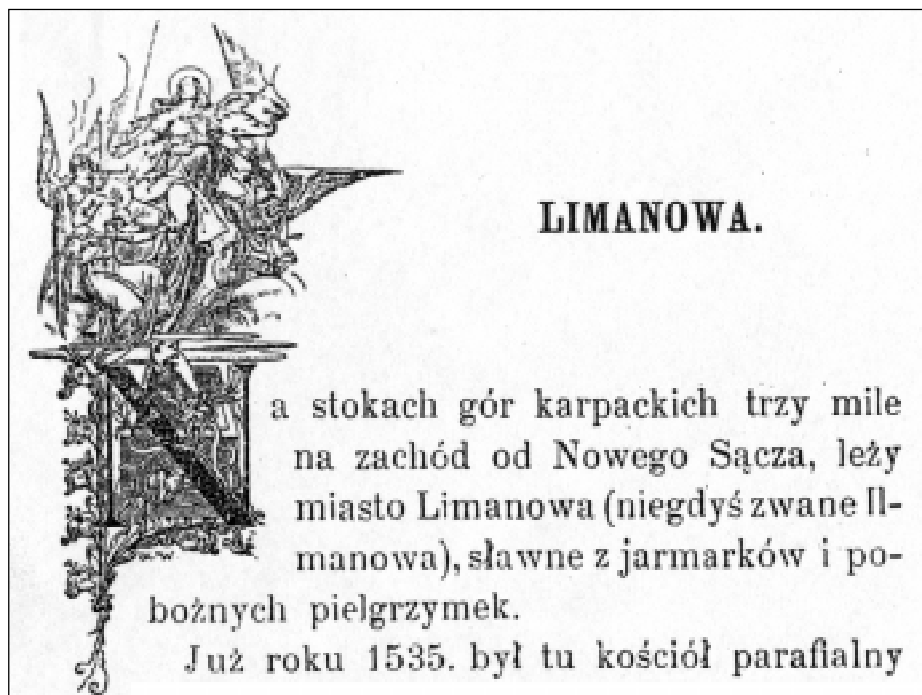 LIMANOWA.
Na stokach gór karpackich trzy mile
na zachód od Nowego Sącza, leży
miasto Limanowa (niegdyś zwane Il-
manowa), sławne z jarmarków i po-
bożnych pielgrzymek.
Już roku 1535. był tu kościół parafialny